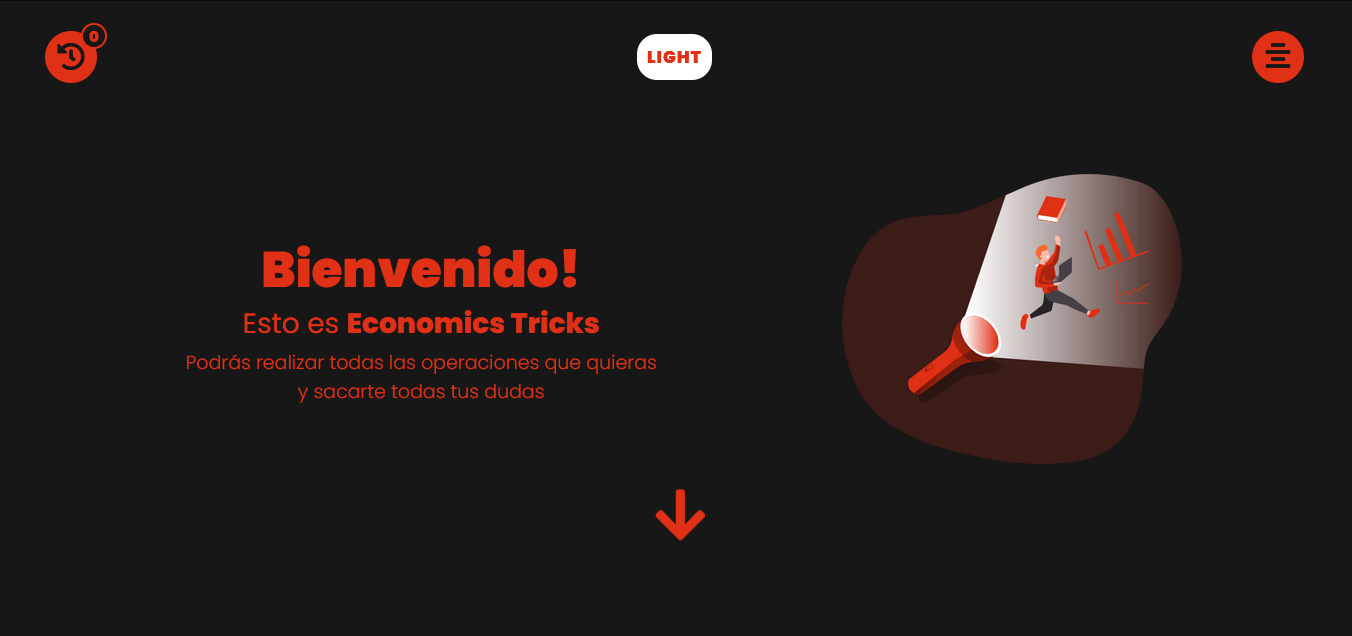 0
LIGHT
Bienvenido!
Esto es Economics Tricks
Podrás realizar todas las operaciones que quieras
y sacarte todas tus dudas